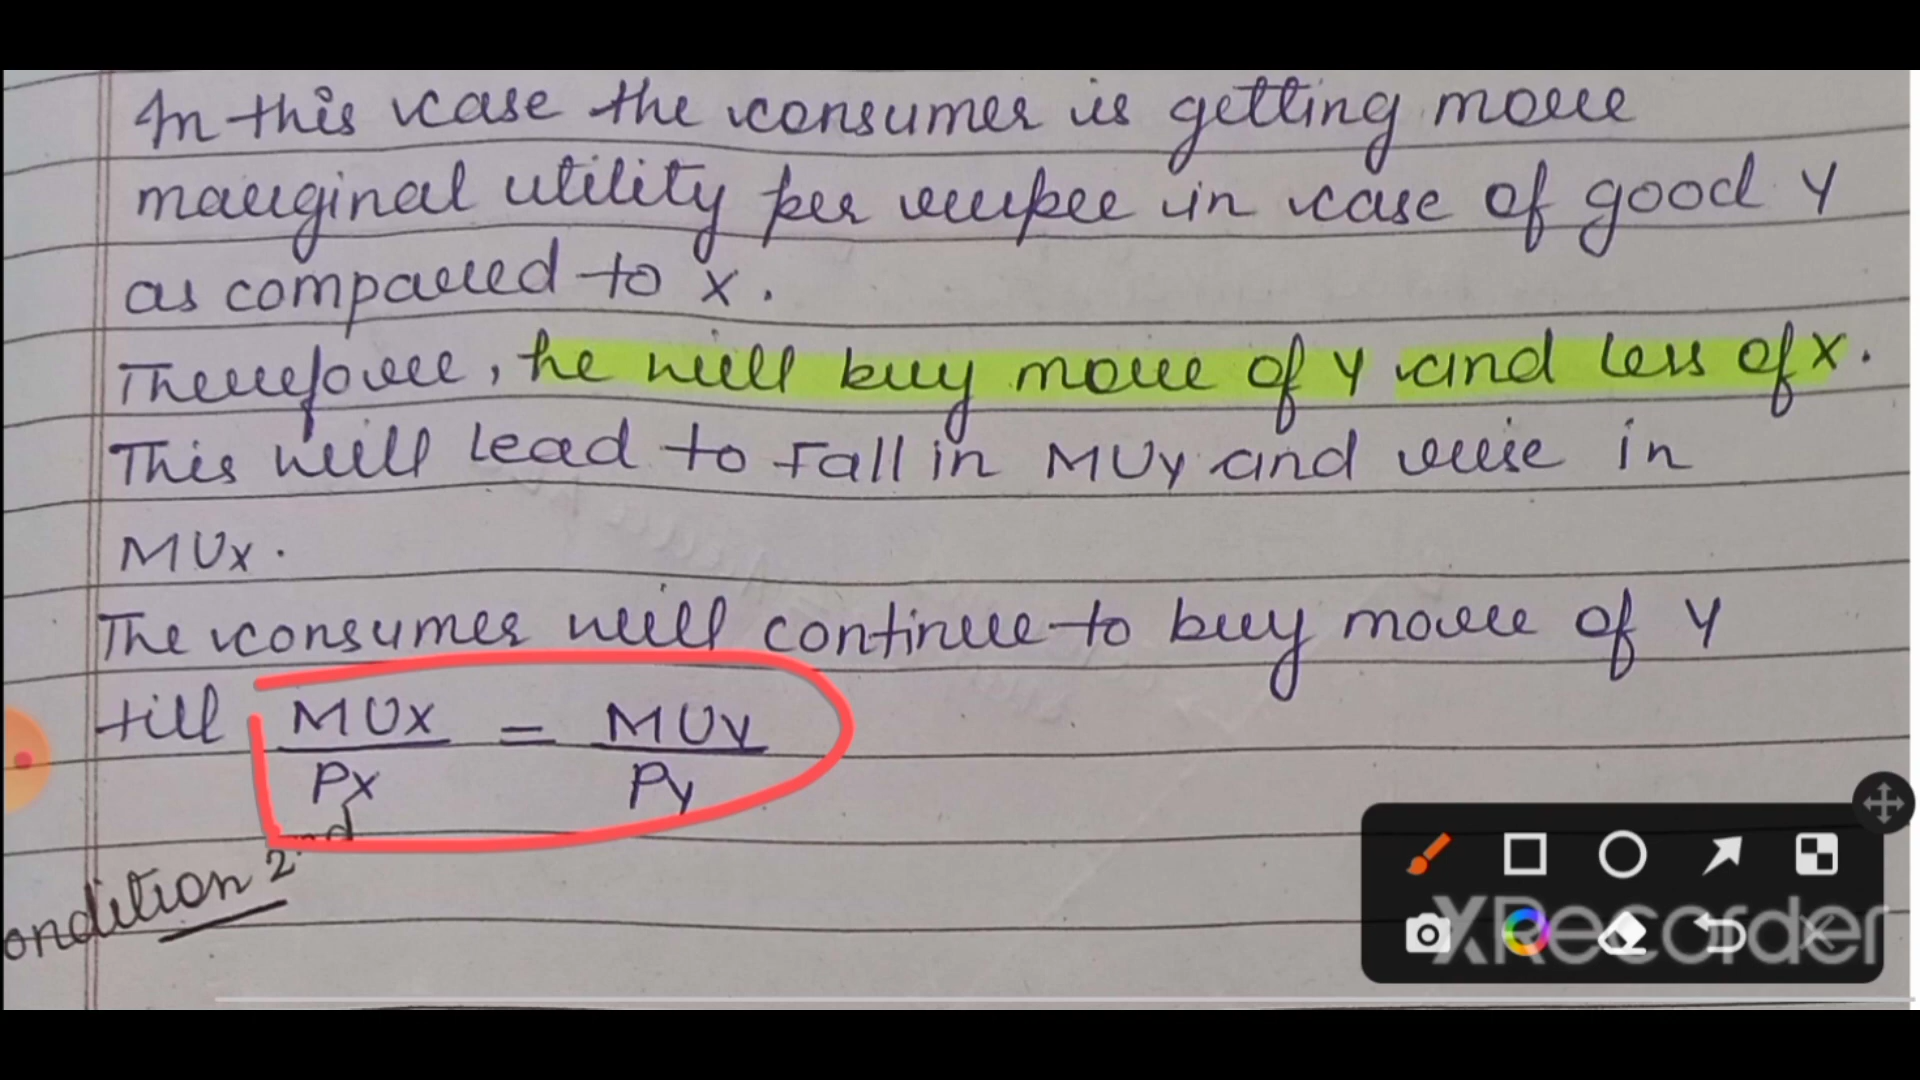 In this case the consumer is getting more
marginal utility per rupee in case of good Y
as compared to X.
Therefore, he will buy more of Y and less of X.
This will lead to Fall in MUy and rise in
MUx.
The consumer will continue to buy more of Y
till MUx/Px = MUy/Py
ondition 2nd
XRecorder